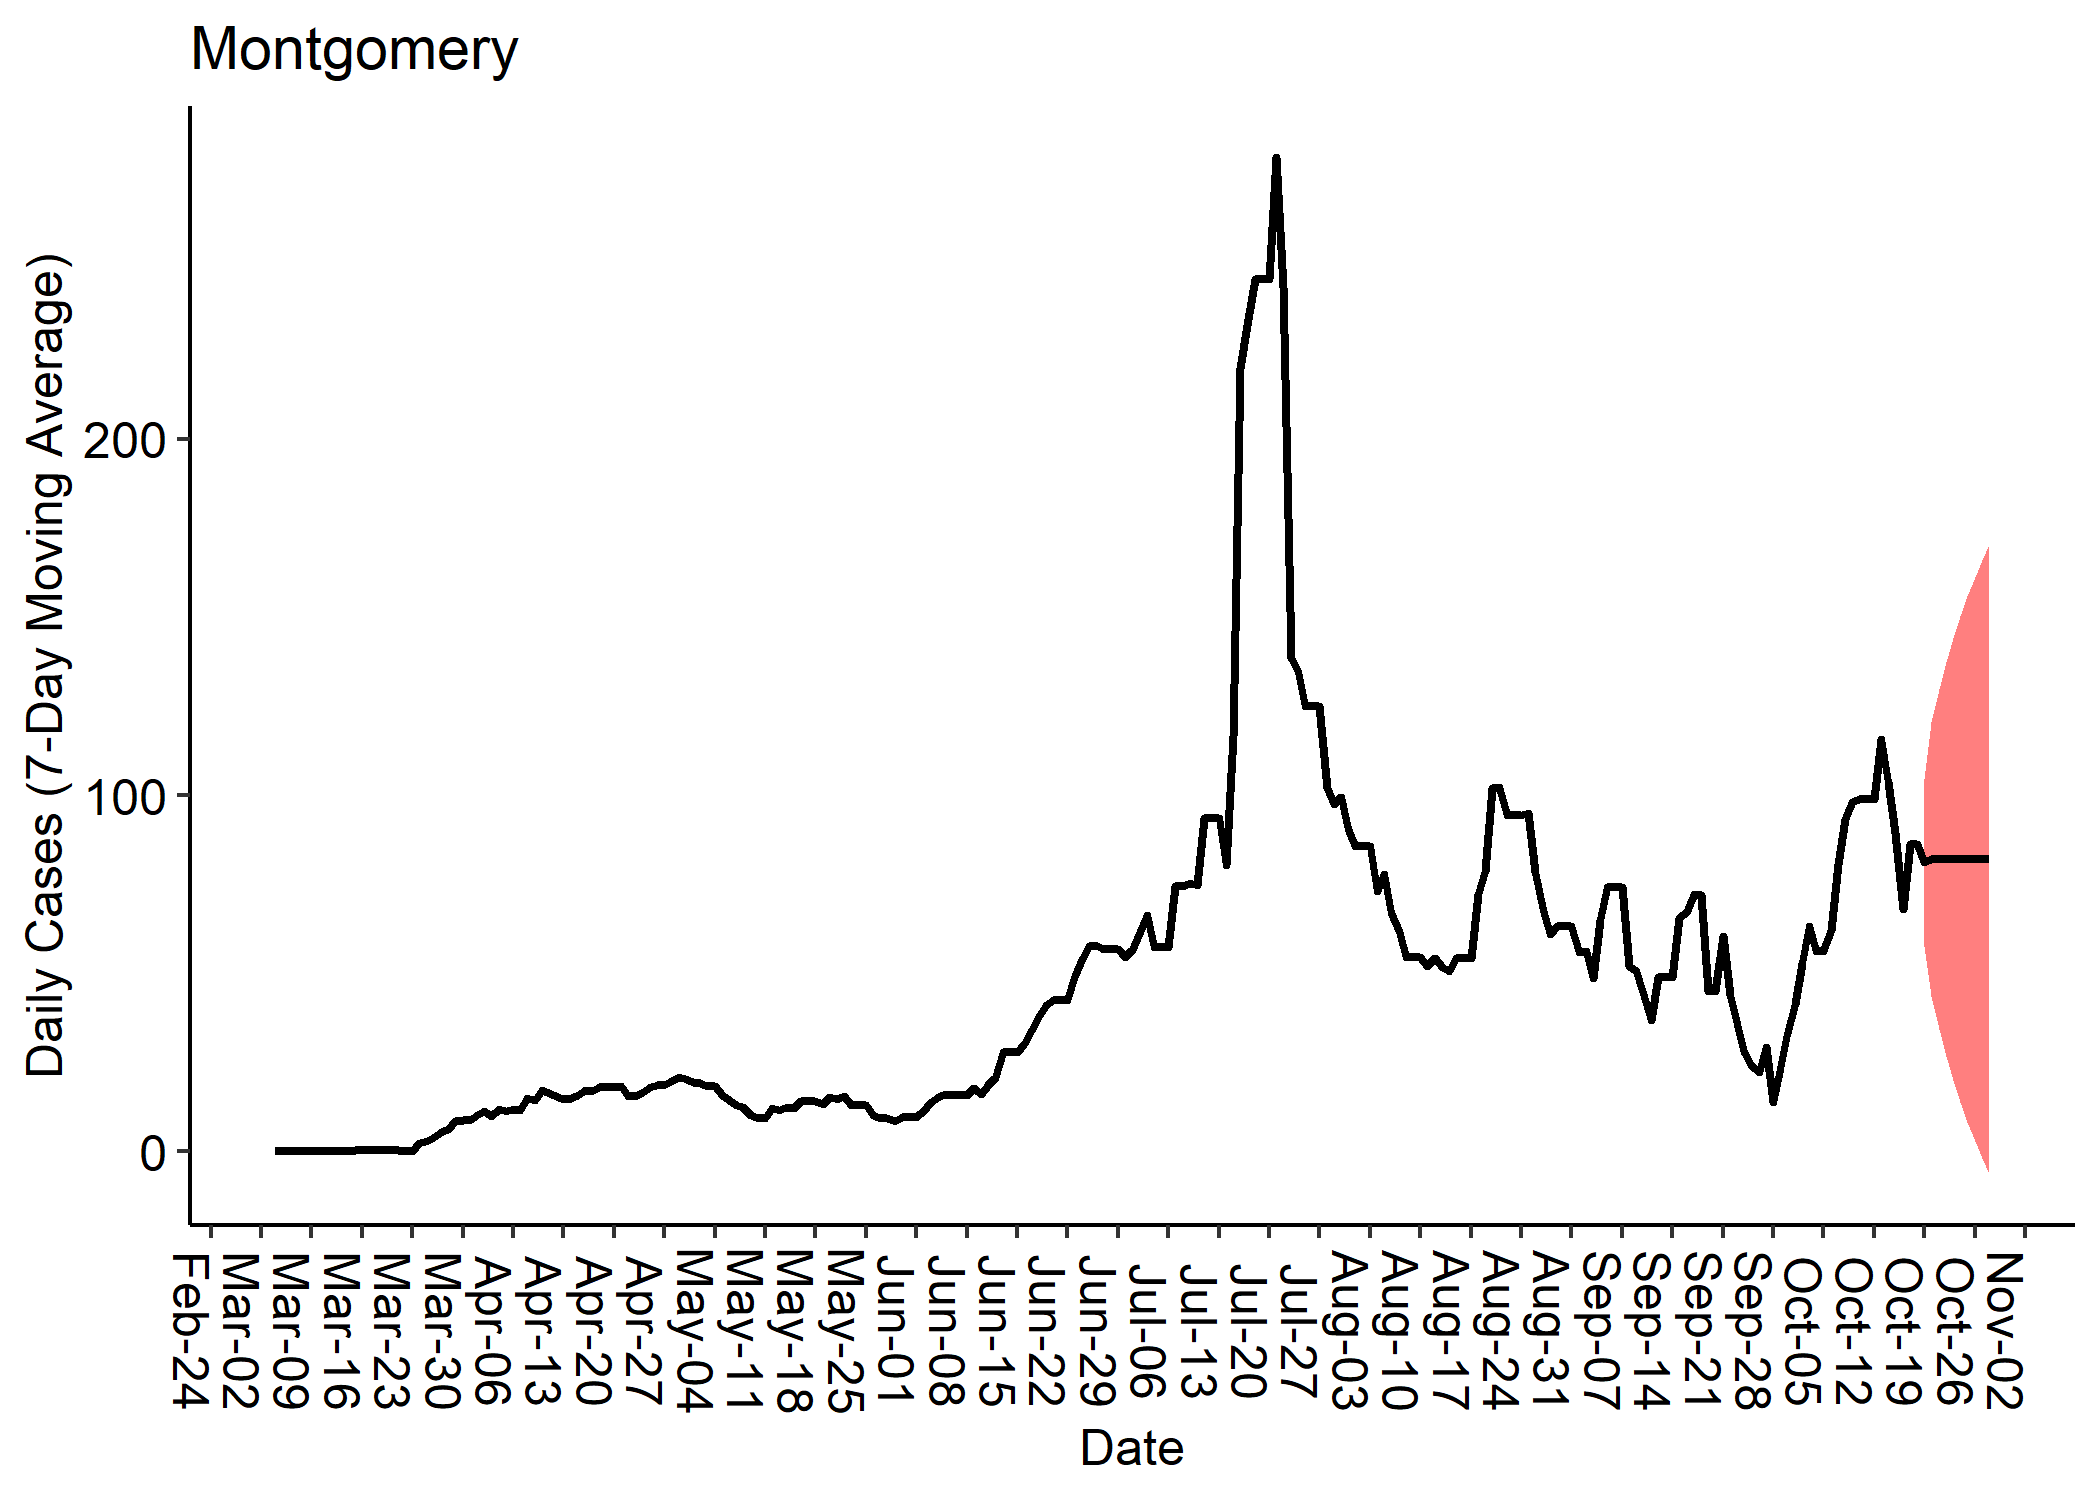 Montgomery
Daily Cases (7-Day Moving Average)
200
100
0
Feb-24
Mar-02
Mar-09
Mar-16
Mar-23
Mar-30
Apr-06
Apr-13
Apr-20
Apr-27
May-04
May-11
May-18
May-25
Jun-01
Jun-08
Jun-15
Jun-22
Jun-29
Jul-06
Jul-13
Jul-20
Jul-27
Aug-03
Aug-10
Aug-17
Aug-24
Aug-31
Sep-07
Sep-14
Sep-21
Sep-28
Oct-05
Oct-12
Oct-19
Oct-26
Nov-02
Date